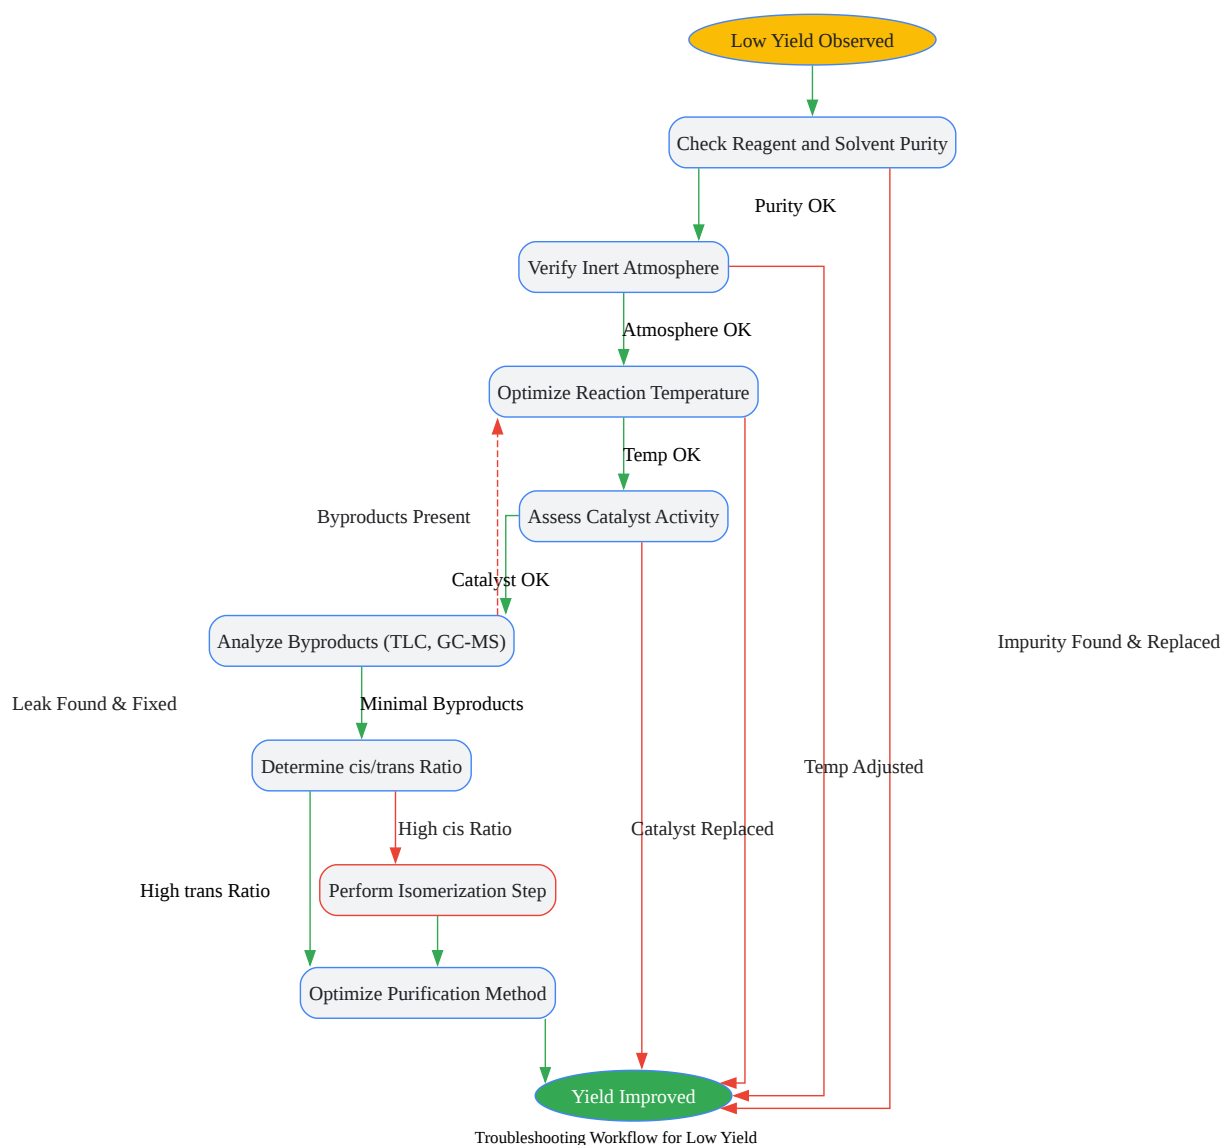 Low Yield Observed
Check Reagent and Solvent Purity
Purity OK
Verify Inert Atmosphere
Atmosphere OK
Optimize Reaction Temperature
Temp OK
Byproducts Present
Assess Catalyst Activity
Catalyst OK
Analyze Byproducts (TLC, GC-MS)
Impurity Found & Replaced
Leak Found & Fixed
Minimal Byproducts
Determine cis/trans Ratio
Temp Adjusted
High cis Ratio
Catalyst Replaced
High trans Ratio
Perform Isomerization Step
Optimize Purification Method
Yield Improved
Troubleshooting Workflow for Low Yield